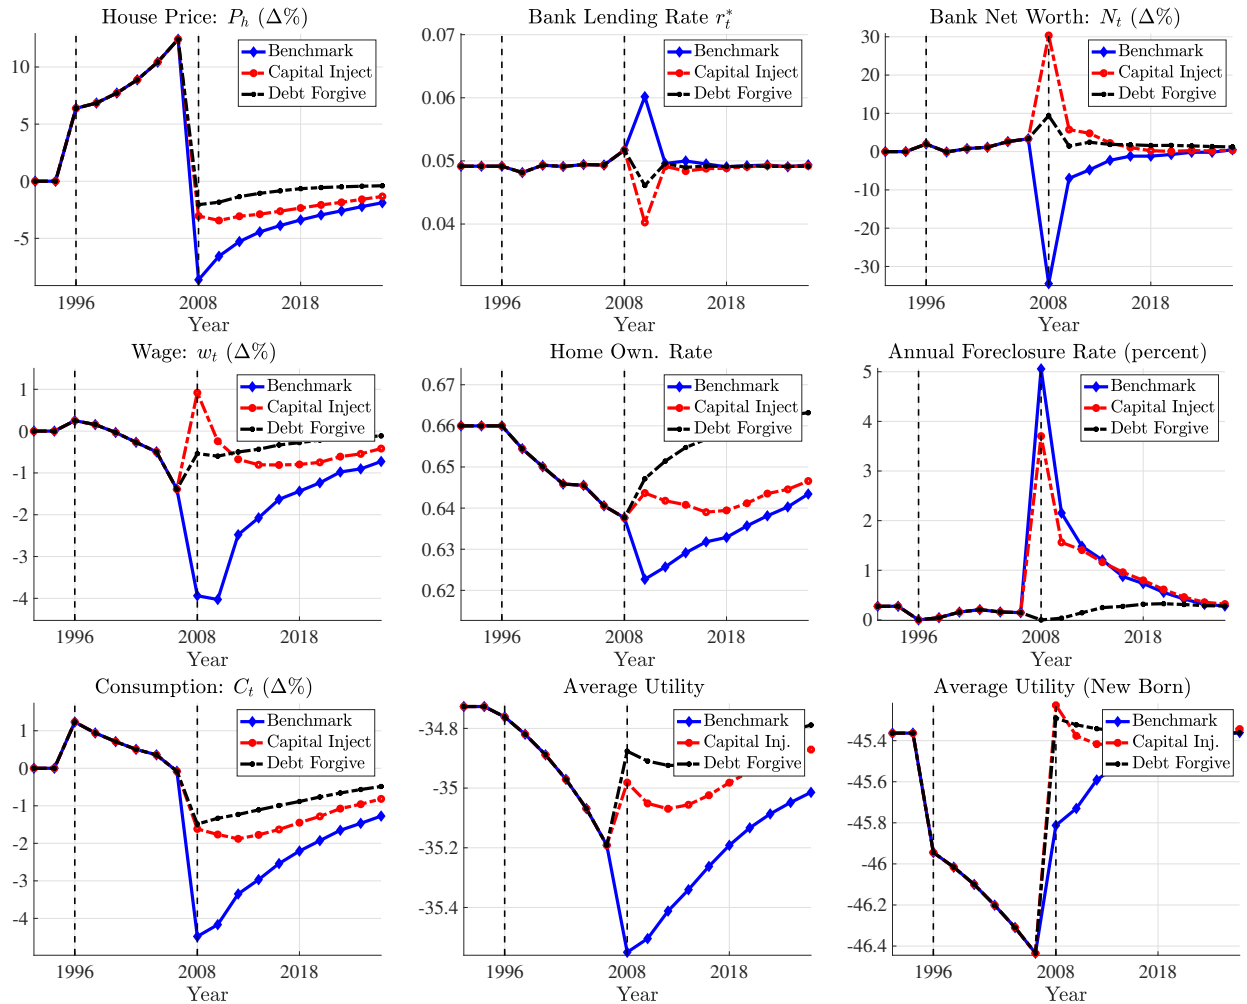 House Price: P_h (Δ%)
10
5
0
-5
1996
2008
2018
Year
Benchmark
Capital Inject
Debt Forgive
Bank Lending Rate r_t^*
0.07
0.06
0.05
0.04
1996
2008
2018
Year
Benchmark
Capital Inject
Debt Forgive
Bank Net Worth: N_t (Δ%)
30
20
10
0
-10
-20
-30
1996
2008
2018
Year
Benchmark
Capital Inject
Debt Forgive
Wage: w_t (Δ%)
1
0
-1
-2
-3
-4
1996
2008
2018
Year
Benchmark
Capital Inject
Debt Forgive
Home Own. Rate
0.67
0.66
0.65
0.64
0.63
0.62
1996
2008
2018
Year
Benchmark
Capital Inject
Debt Forgive
Annual Foreclosure Rate (percent)
5
4
3
2
1
0
1996
2008
2018
Year
Benchmark
Capital Inject
Debt Forgive
Consumption: C_t (Δ%)
1
0
-1
-2
-3
-4
1996
2008
2018
Year
Benchmark
Capital Inject
Debt Forgive
Average Utility
-34.8
-35
-35.2
-35.4
1996
2008
2018
Year
Benchmark
Capital Inj.
Debt Forgive
Average Utility (New Born)
-45.4
-45.6
-45.8
-46
-46.2
-46.4
1996
2008
2018
Year
Benchmark
Capital Inj.
Debt Forgive